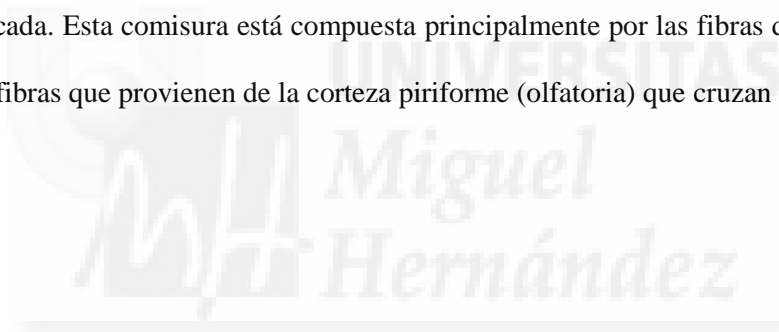 cada. Esta comisura está compuesta principalmente por las fibras
fibras que provienen de la corteza piriforme (olfatoria) que cruzan
UNIVERSITAS
Miguel
Hernández